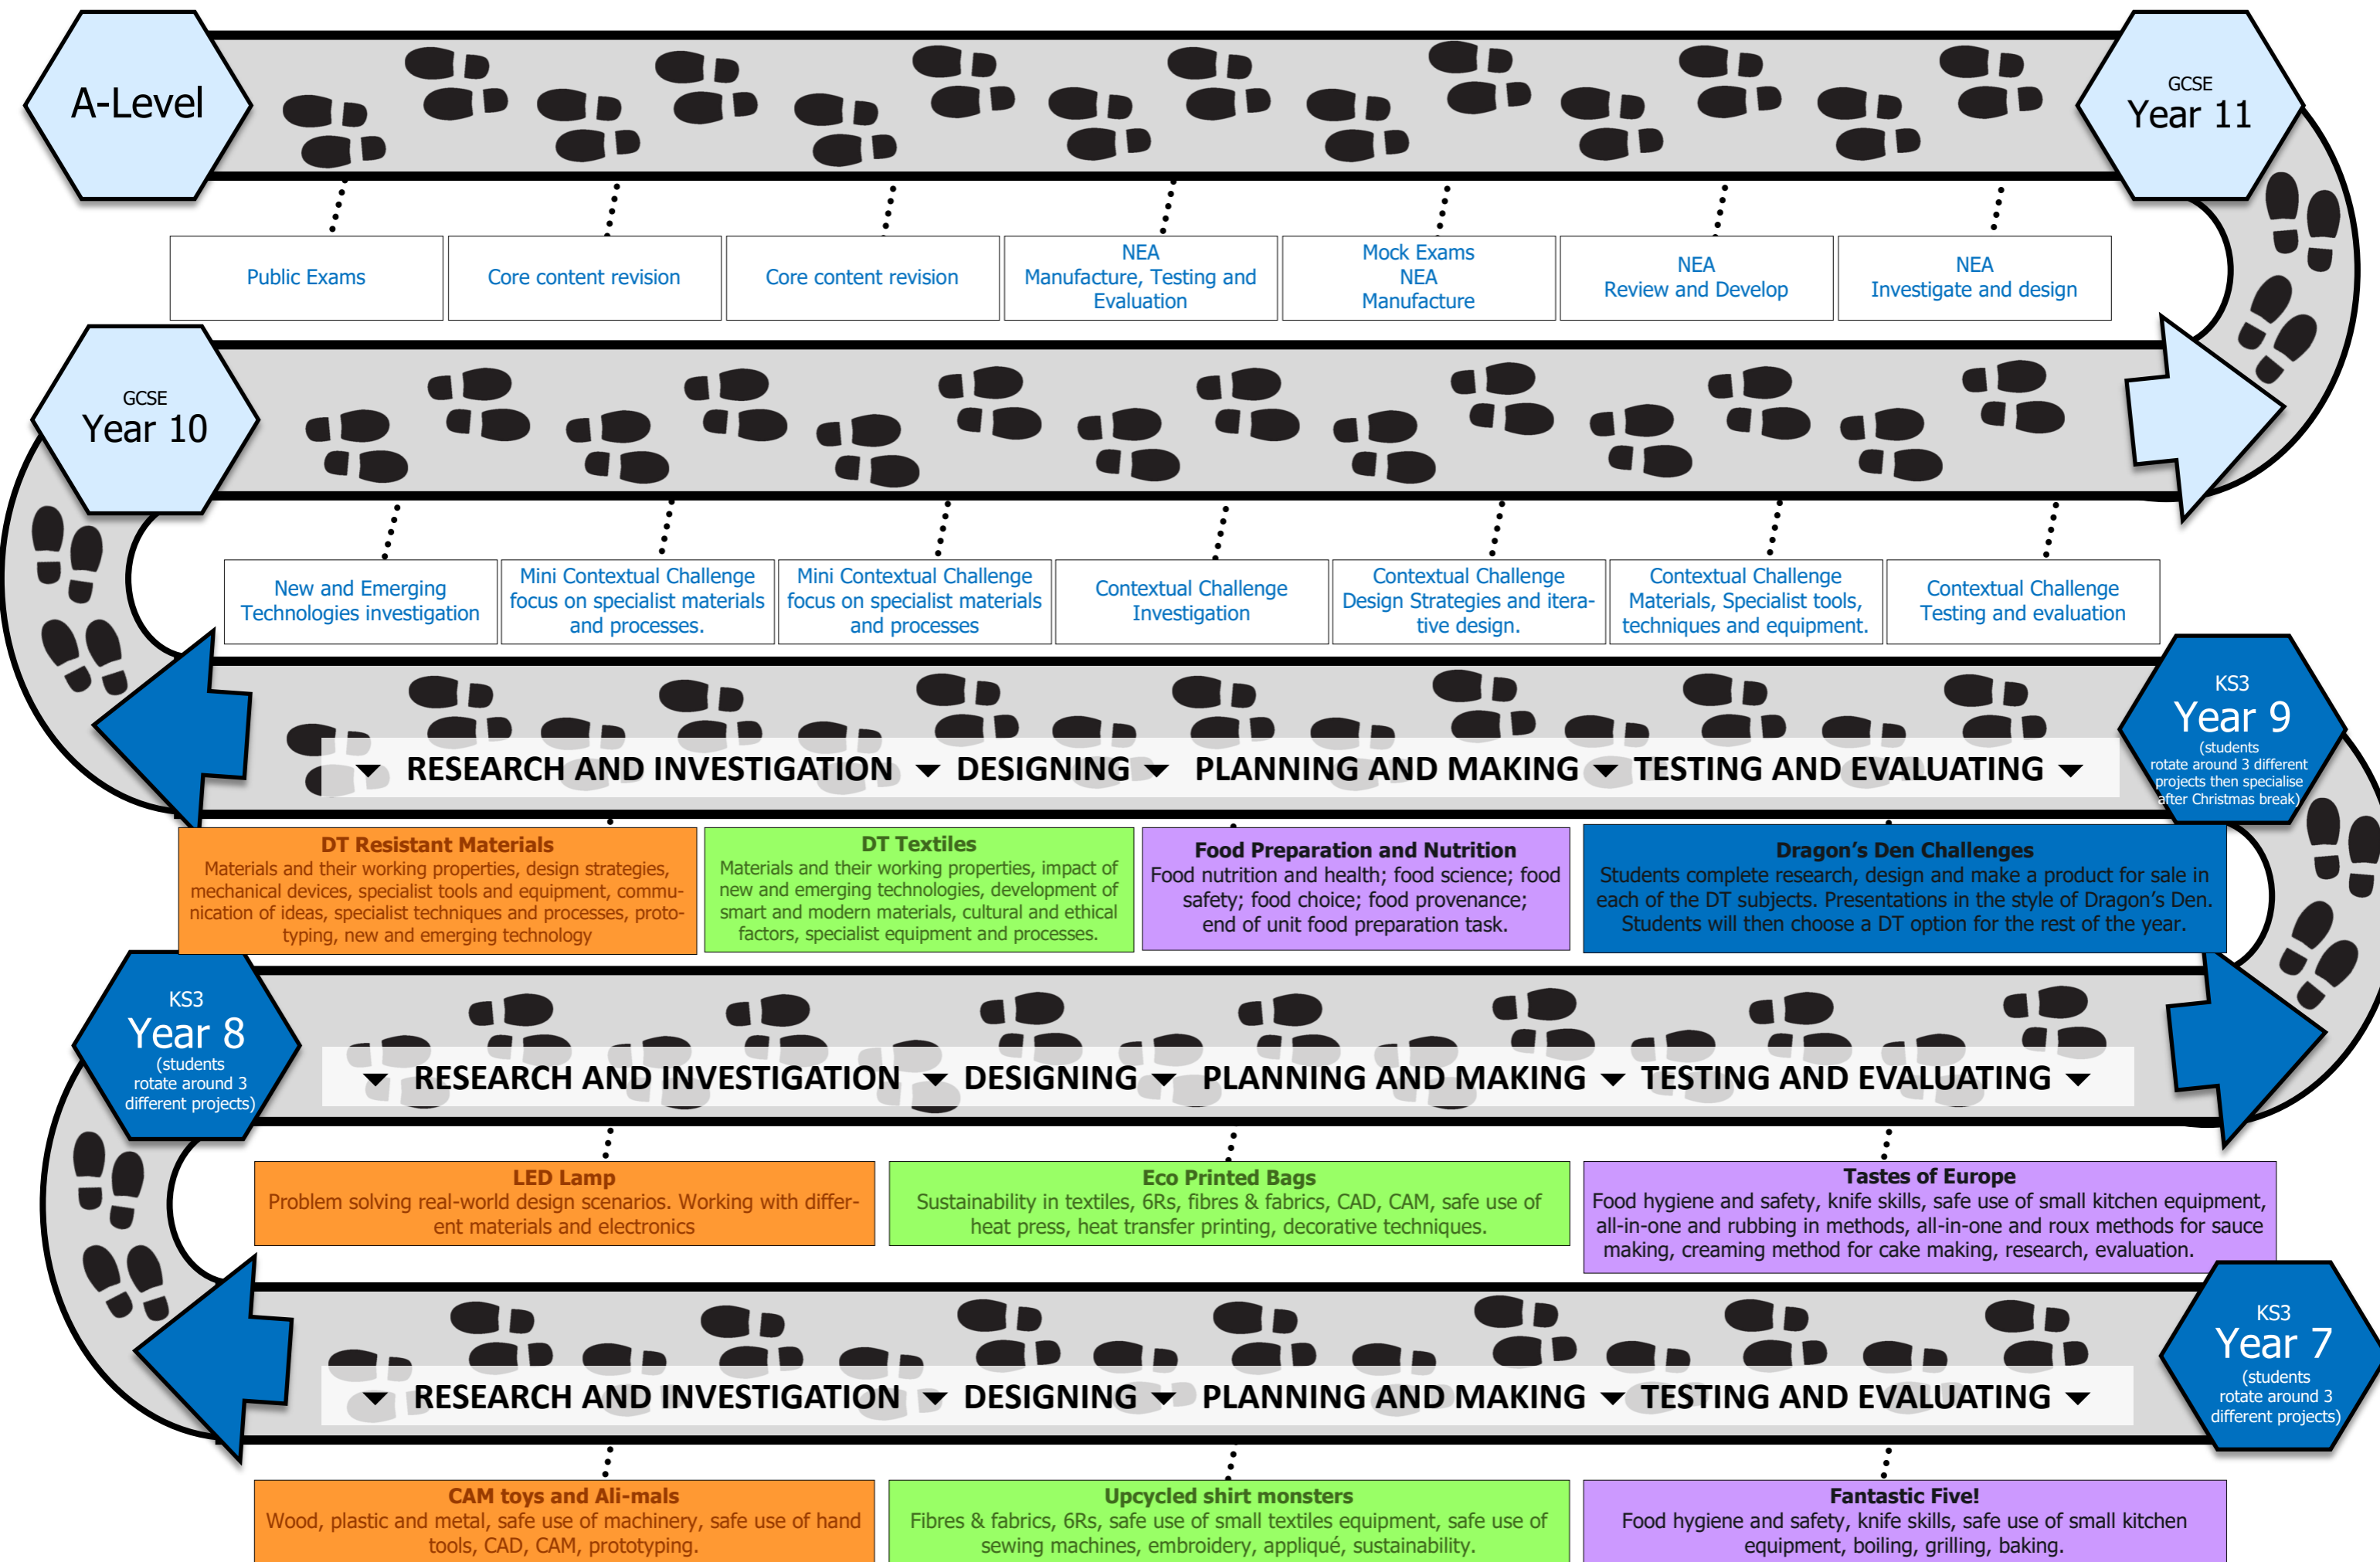 A-Level
GCSE
Year 11
Public Exams
Core content revision
Core content revision
NEA
Manufacture, Testing and
Evaluation
Mock Exams
NEA
Manufacture
NEA
Review and Develop
NEA
Investigate and design
GCSE
Year 10
New and Emerging
Technologies investigation
Mini Contextual Challenge
focus on specialist materials
and processes.
Mini Contextual Challenge
focus on specialist materials
and processes
Contextual Challenge
Investigation
Contextual Challenge
Design Strategies and itera-
tive design.
Contextual Challenge
Materials, Specialist tools,
techniques and equipment.
Contextual Challenge
Testing and evaluation
KS3
Year 9
(students
rotate around 3 different
projects then specialise
after Christmas break)
RESEARCH AND INVESTIGATION DESIGNING PLANNING AND MAKING TESTING AND EVALUATING
DT Resistant Materials
Materials and their working properties, design strategies,
mechanical devices, specialist tools and equipment, commu-
nication of ideas, specialist techniques and processes, proto-
typing, new and emerging technology
DT Textiles
Materials and their working properties, impact of
new and emerging technologies, development of
smart and modern materials, cultural and ethical
factors, specialist equipment and processes.
Food Preparation and Nutrition
Food nutrition and health; food science; food
safety; food choice; food provenance;
end of unit food preparation task.
Dragon's Den Challenges
Students complete research, design and make a product for sale in
each of the DT subjects. Presentations in the style of Dragon's Den.
Students will then choose a DT option for the rest of the year.
KS3
Year 8
(students
rotate around 3
different projects)
RESEARCH AND INVESTIGATION DESIGNING PLANNING AND MAKING TESTING AND EVALUATING
LED Lamp
Problem solving real-world design scenarios. Working with differ-
ent materials and electronics
Eco Printed Bags
Sustainability in textiles, 6Rs, fibres & fabrics, CAD, CAM, safe use of
heat press, heat transfer printing, decorative techniques.
Tastes of Europe
Food hygiene and safety, knife skills, safe use of small kitchen equipment,
all-in-one and rubbing in methods, all-in-one and roux methods for sauce
making, creaming method for cake making, research, evaluation.
KS3
Year 7
(students
rotate around 3
different projects)
RESEARCH AND INVESTIGATION DESIGNING PLANNING AND MAKING TESTING AND EVALUATING
CAM toys and Ali-mals
Wood, plastic and metal, safe use of machinery, safe use of hand
tools, CAD, CAM, prototyping.
Upcycled shirt monsters
Fibres & fabrics, 6Rs, safe use of small textiles equipment, safe use of
sewing machines, embroidery, appliqué, sustainability.
Fantastic Five!
Food hygiene and safety, knife skills, safe use of small kitchen
equipment, boiling, grilling, baking.